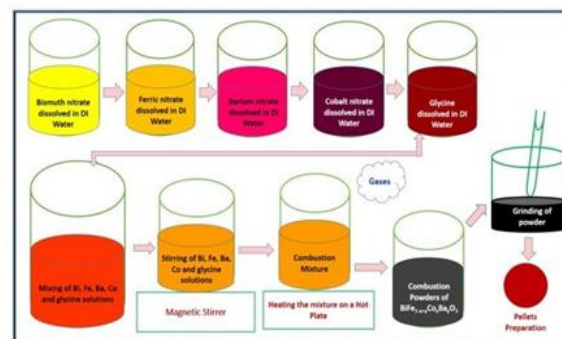 Bismuth nitrate
dissolved in DI
Water
Ferric nitrate
dissolved in DI
Water
Barium nitrate
dissolved in DI
Water
Cobalt nitrate
dissolved in DI
Water
Glycine
dissolved in DI
Water
Gases
Mixing of Bi, Fe, Ba, Co
and glycine solutions
Stirring of Bi, Fe, Ba,
Co and glycine
solutions
Magnetic Stirrer
Combustion
Mixture
Heating the mixture on a Hot
Plate
Combustion
Powders of
Grinding of
powder
Pellets
Preparation